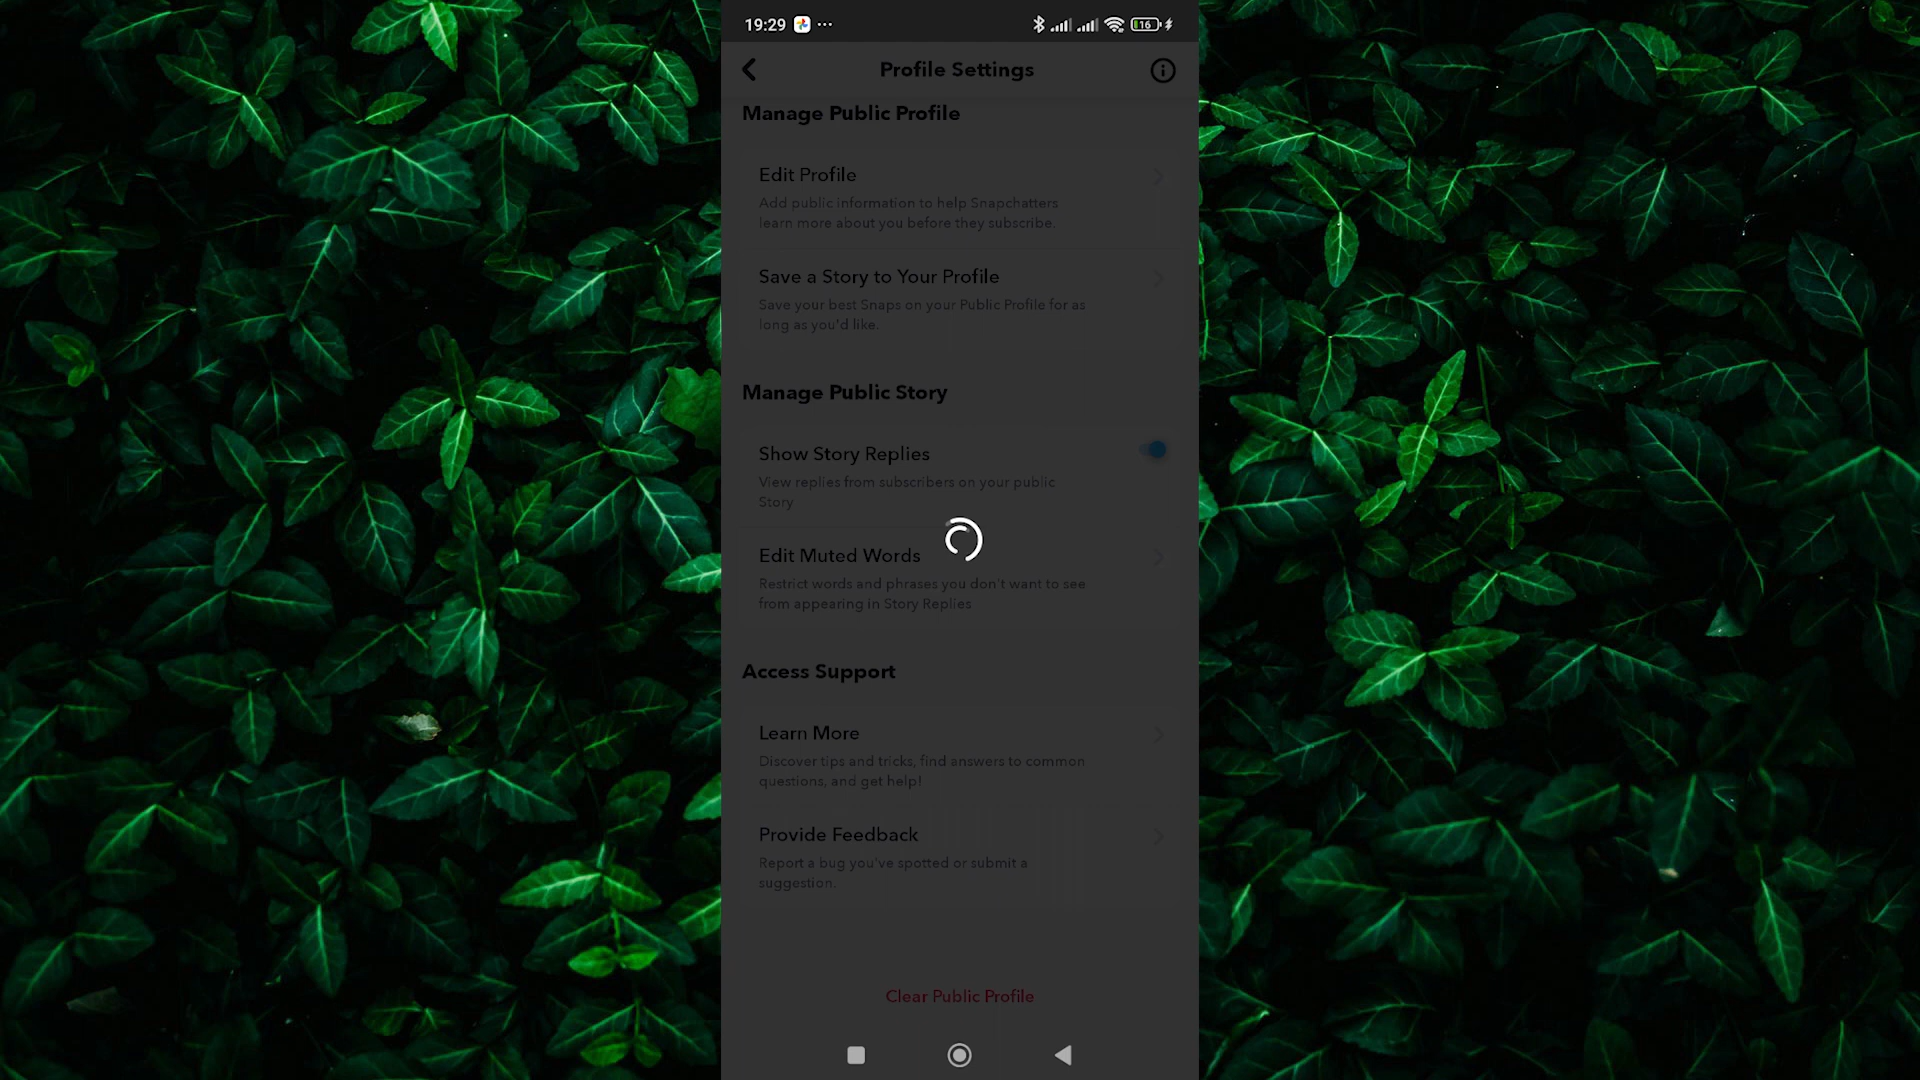 19:29
16
Profile Settings
Manage Public Profile
Edit Profile
Add public information to help Snapchatters
learn more about you before they subscribe.
Save a Story to Your Profile
Save your best Snaps on your Public Profile for as
long as you'd like.
Manage Public Story
Show Story Replies
View replies from subscribers on your public
Story
Edit Muted Words
Restrict words and phrases you don't want to see
from appearing in Story Replies
Access Support
Learn More
Discover tips and tricks, find answers to common
questions, and get help!
Provide Feedback
Report a bug you've spotted or submit a
suggestion.
Clear Public Profile